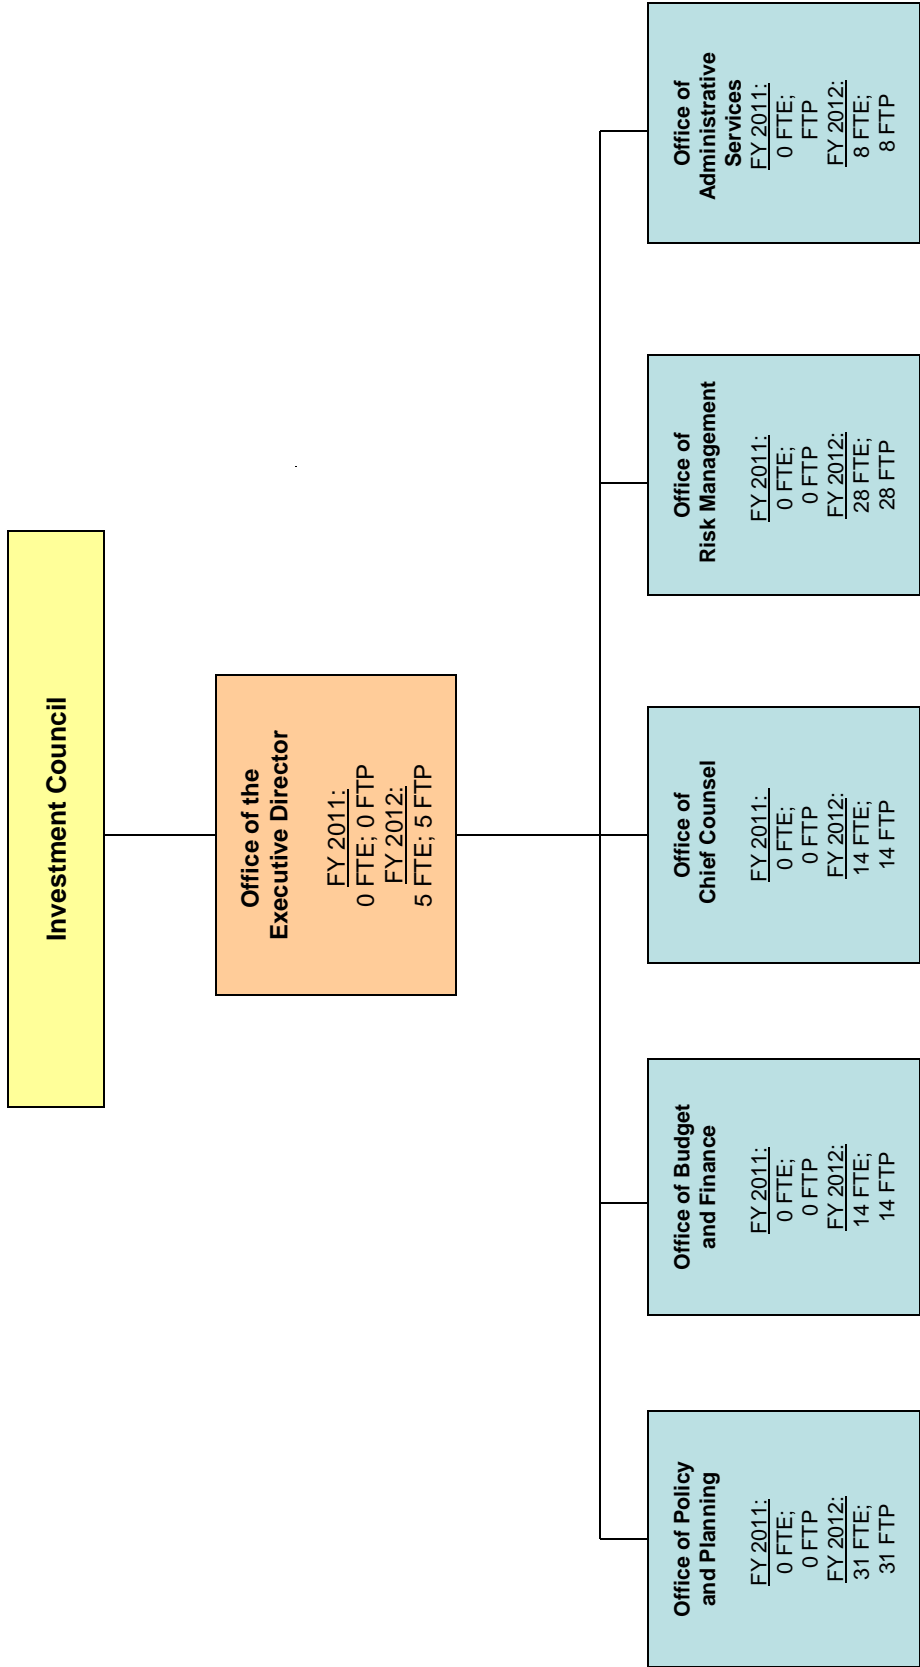 Investment Council
Office of the
Executive Director
FY 2011:
0 FTE; 0 FTP
FY 2012:
5 FTE; 5 FTP
Office of Policy
and Planning
FY 2011:
0 FTE;
0 FTP
FY 2012:
31 FTE;
31 FTP
Office of Budget
and Finance
FY 2011:
0 FTE;
0 FTP
FY 2012:
14 FTE;
14 FTP
Office of
Chief Counsel
FY 2011:
0 FTE;
0 FTP
FY 2012:
14 FTE;
14 FTP
Office of
Risk Management
FY 2011:
0 FTE;
0 FTP
FY 2012:
28 FTE;
28 FTP
Office of
Administrative
Services
FY 2011:
0 FTE;
FTP
FY 2012:
8 FTE;
8 FTP